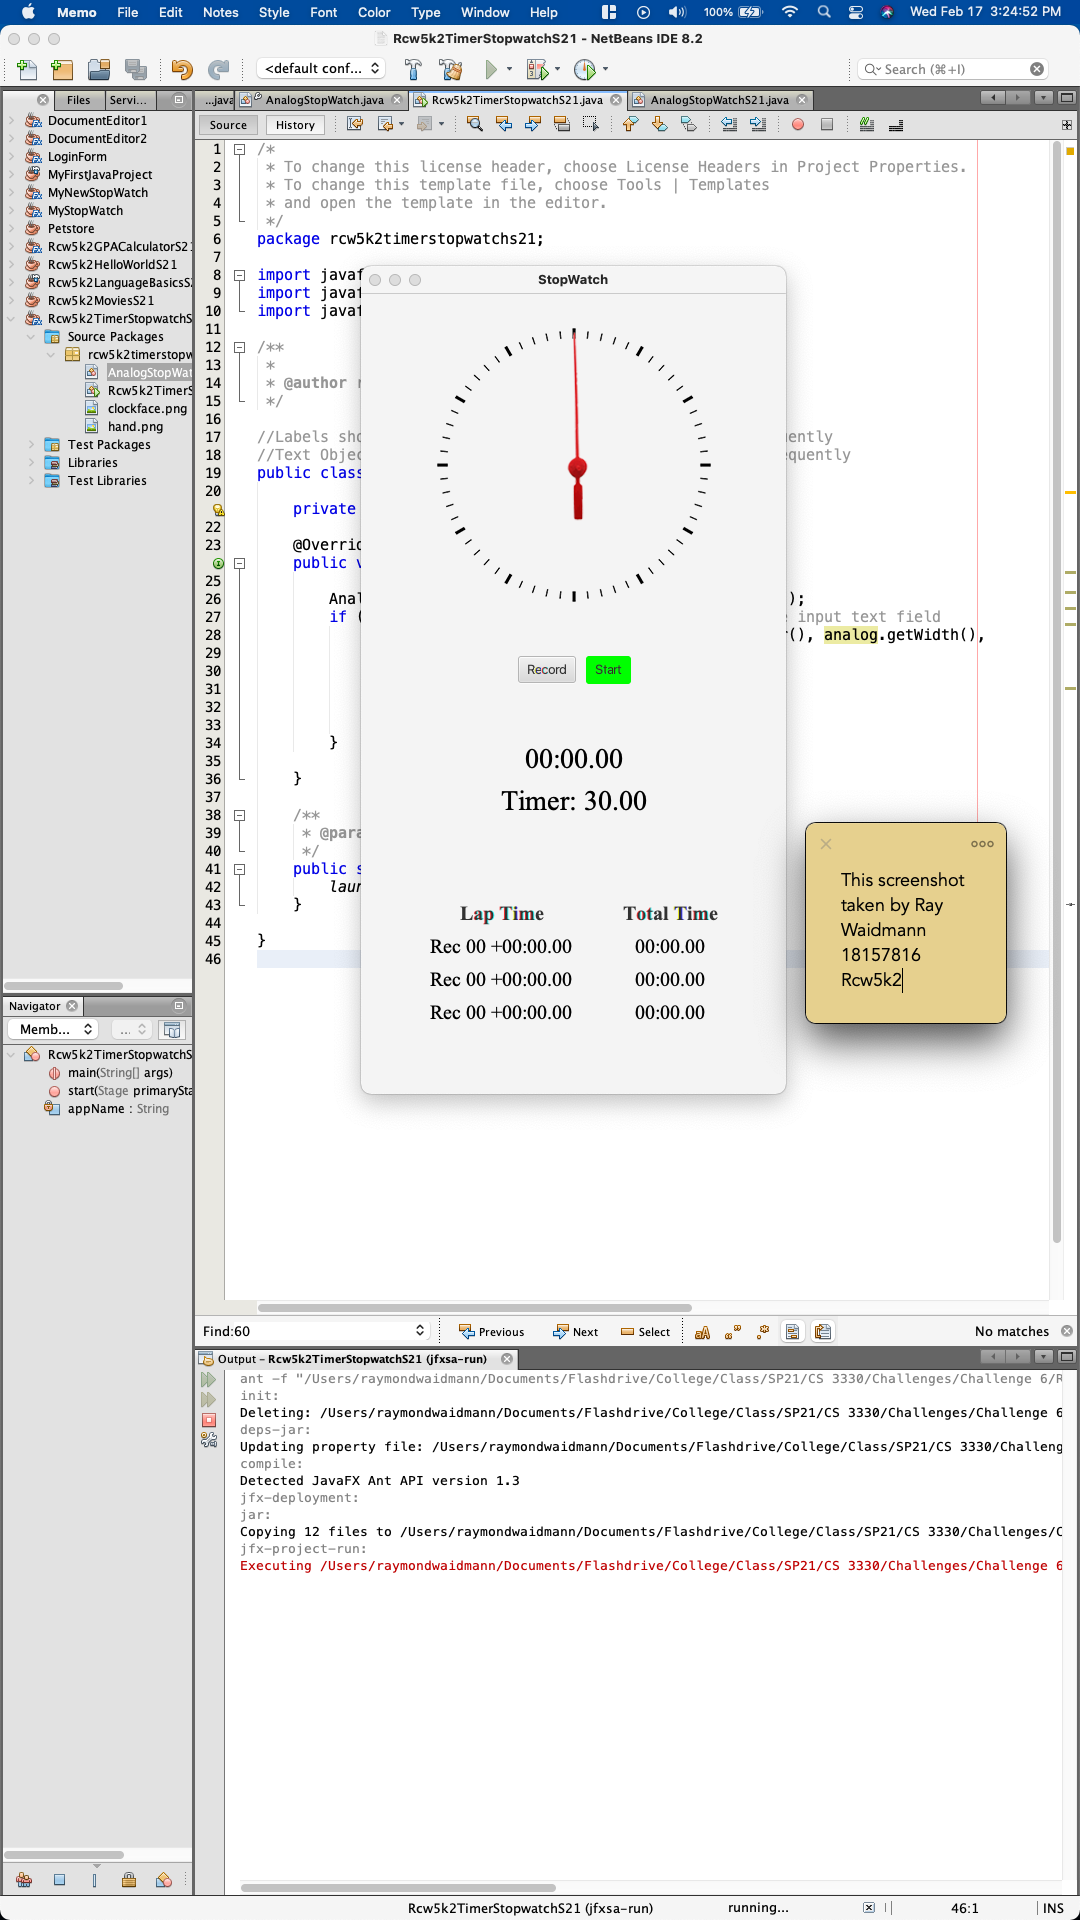 Memo File Edit Notes Style Font Color Type Window Help 100% Wed Feb 17 3:24:52 PM
Rcw5k2TimerStopwatchS21 - NetBeans IDE 8.2
<default conf... Search (⌘+I)
Files Servi... ...java AnalogStopWatch.java Rcw5k2TimerStopwatchS21.java AnalogStopWatchS21.java
Source History
DocumentEditor1
DocumentEditor2
LoginForm
MyFirstJavaProject
MyNewStopWatch
MyStopWatch
Petstore
Rcw5k2GPACalculatorS21
Rcw5k2HelloWorldS21
Rcw5k2LanguageBasicsS
Rcw5k2MoviesS21
Rcw5k2TimerStopwatchS
Source Packages
rcw5k2timerstopw
AnalogStopWat
Rcw5k2TimerS
clockface.png
hand.png
Test Packages
Libraries
Test Libraries
1 /*
2 * To change this license header, choose License Headers in Project Properties.
3 * To change this template file, choose Tools | Templates
4 * and open the template in the editor.
5 */
6 package rcw5k2timerstopwatchs21;
7
8 import javaf
9 import javaf
10 import javaf
11
12 /**
13 *
14 * @author r
15 */
16
17 //Labels sho ently
18 //Text Objec quently
19 public class
20
private
22
23 @Overrid
public v
25
26 Anal );
27 if ( input text field
28 r(), analog.getWidth(),
29
30
31
32
33
34 }
35
36 }
37
38 /**
39 * @para
40 */
41 public s
42 laun
43 }
44
45 }
46
StopWatch
Record Start
00:00.00
Timer: 30.00
Lap Time Total Time
Rec 00 +00:00.00 00:00.00
Rec 00 +00:00.00 00:00.00
Rec 00 +00:00.00 00:00.00
This screenshot
taken by Ray
Waidmann
18157816
Rcw5k2
Navigator
Memb... ...
Rcw5k2TimerStopwatchS
main(String[] args)
start(Stage primarySta
appName : String
Find:60 Previous Next Select aA No matches
Output - Rcw5k2TimerStopwatchS21 (jfxsa-run)
ant -f "/Users/raymondwaidmann/Documents/Flashdrive/College/Class/SP21/CS 3330/Challenges/Challenge 6/R
init:
Deleting: /Users/raymondwaidmann/Documents/Flashdrive/College/Class/SP21/CS 3330/Challenges/Challenge 6
deps-jar:
Updating property file: /Users/raymondwaidmann/Documents/Flashdrive/College/Class/SP21/CS 3330/Challeng
compile:
Detected JavaFX Ant API version 1.3
jfx-deployment:
jar:
Copying 12 files to /Users/raymondwaidmann/Documents/Flashdrive/College/Class/SP21/CS 3330/Challenges/C
jfx-project-run:
Executing /Users/raymondwaidmann/Documents/Flashdrive/College/Class/SP21/CS 3330/Challenges/Challenge 6
Rcw5k2TimerStopwatchS21 (jfxsa-run) running... 46:1 INS